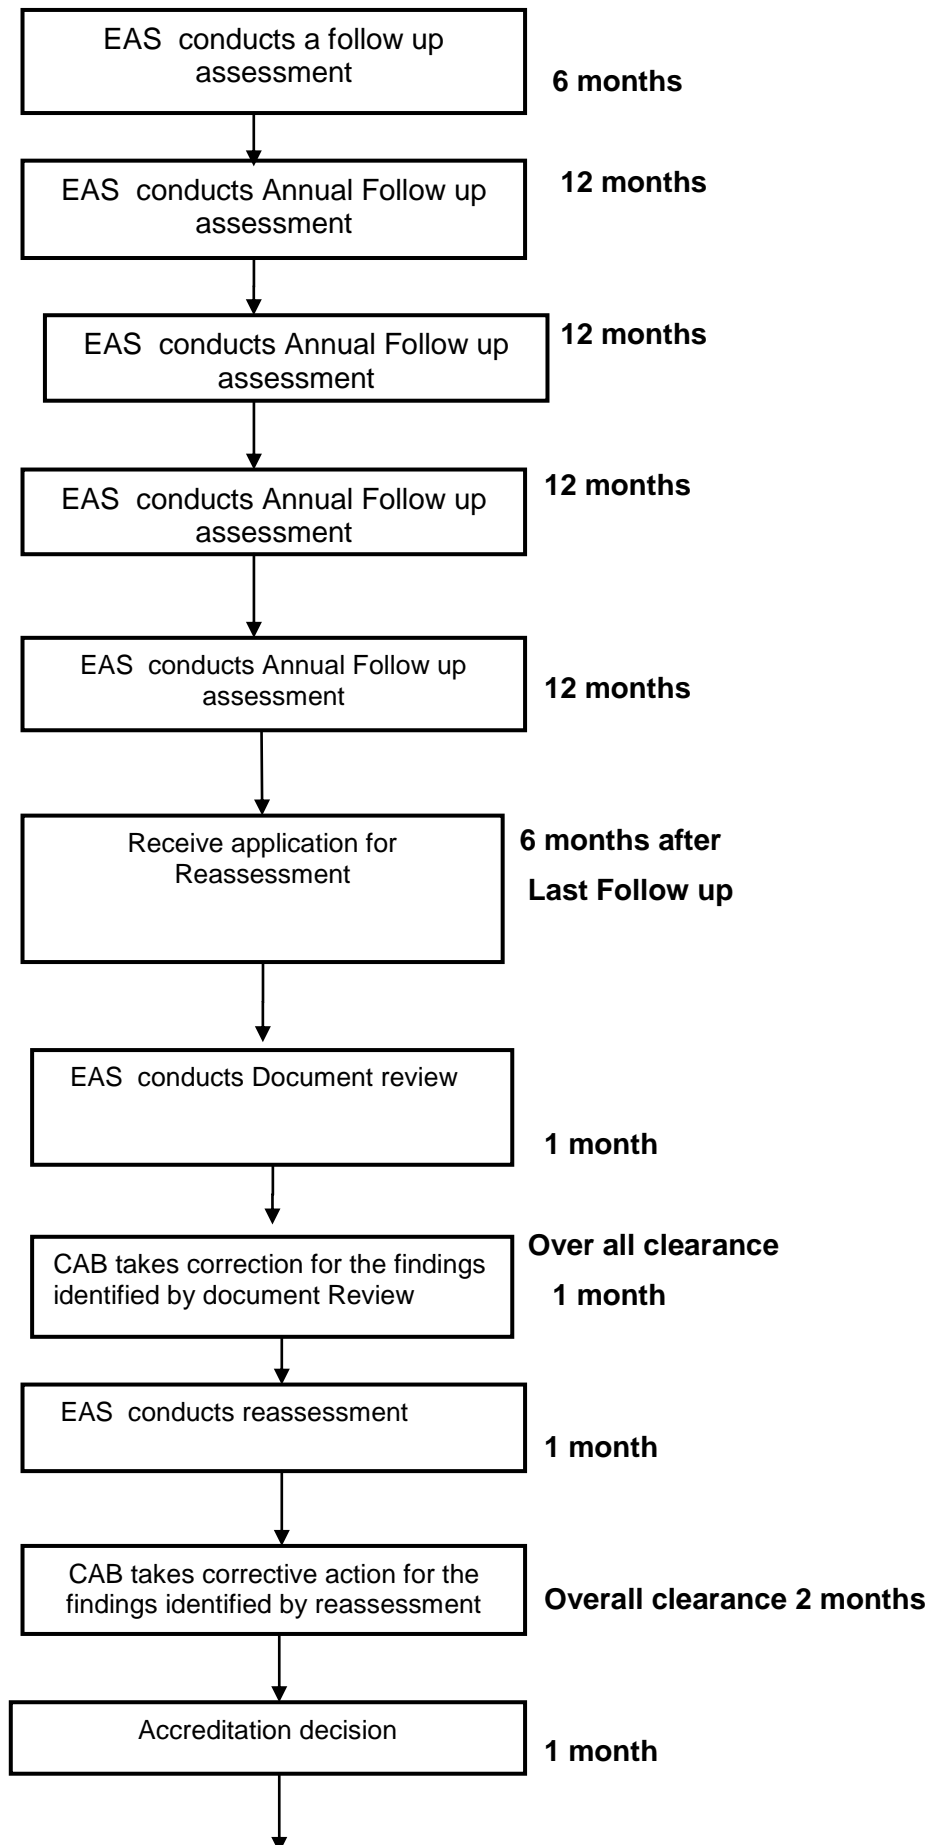 EAS conducts a follow up
assessment
6 months
EAS conducts Annual Follow up
assessment
12 months
EAS conducts Annual Follow up
assessment
12 months
EAS conducts Annual Follow up
assessment
12 months
EAS conducts Annual Follow up
assessment
12 months
Receive application for
Reassessment
6 months after
Last Follow up
EAS conducts Document review
1 month
CAB takes correction for the findings
identified by document Review
Over all clearance
1 month
EAS conducts reassessment
1 month
CAB takes corrective action for the
findings identified by reassessment
Overall clearance 2 months
Accreditation decision
1 month